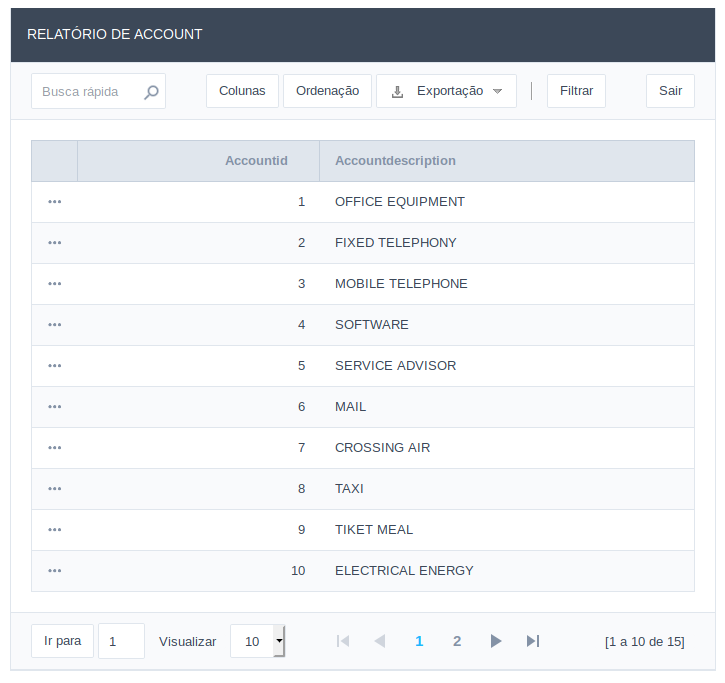 RELATÓRIO DE ACCOUNT
Busca rápida Colunas Ordenação Exportação Filtrar Sair
Accountid Accountdescription
1 OFFICE EQUIPMENT
2 FIXED TELEPHONY
3 MOBILE TELEPHONE
4 SOFTWARE
5 SERVICE ADVISOR
6 MAIL
7 CROSSING AIR
8 TAXI
9 TIKET MEAL
10 ELECTRICAL ENERGY
Ir para 1 Visualizar 10 1 2 [1 a 10 de 15]